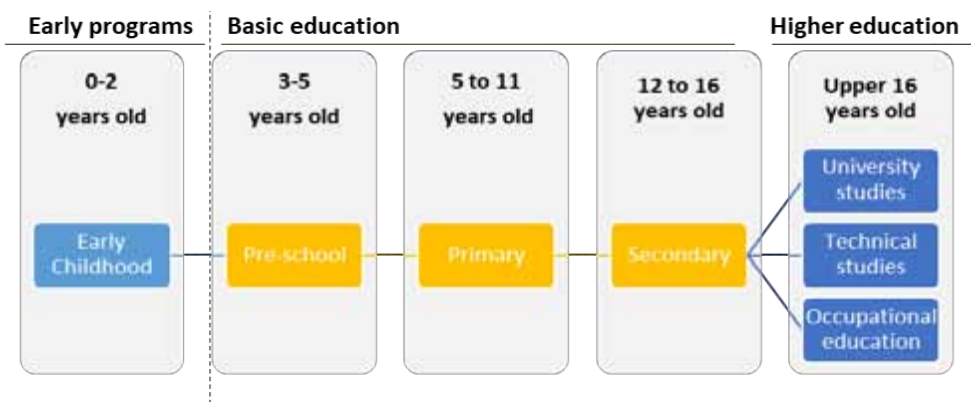 Early programs
Basic education
Higher education
0-2
years old
3-5
years old
5 to 11
years old
12 to 16
years old
Upper 16
years old
Early
Childhood
Pre-school
Primary
Secondary
University
studies
Technical
studies
Occupational
education